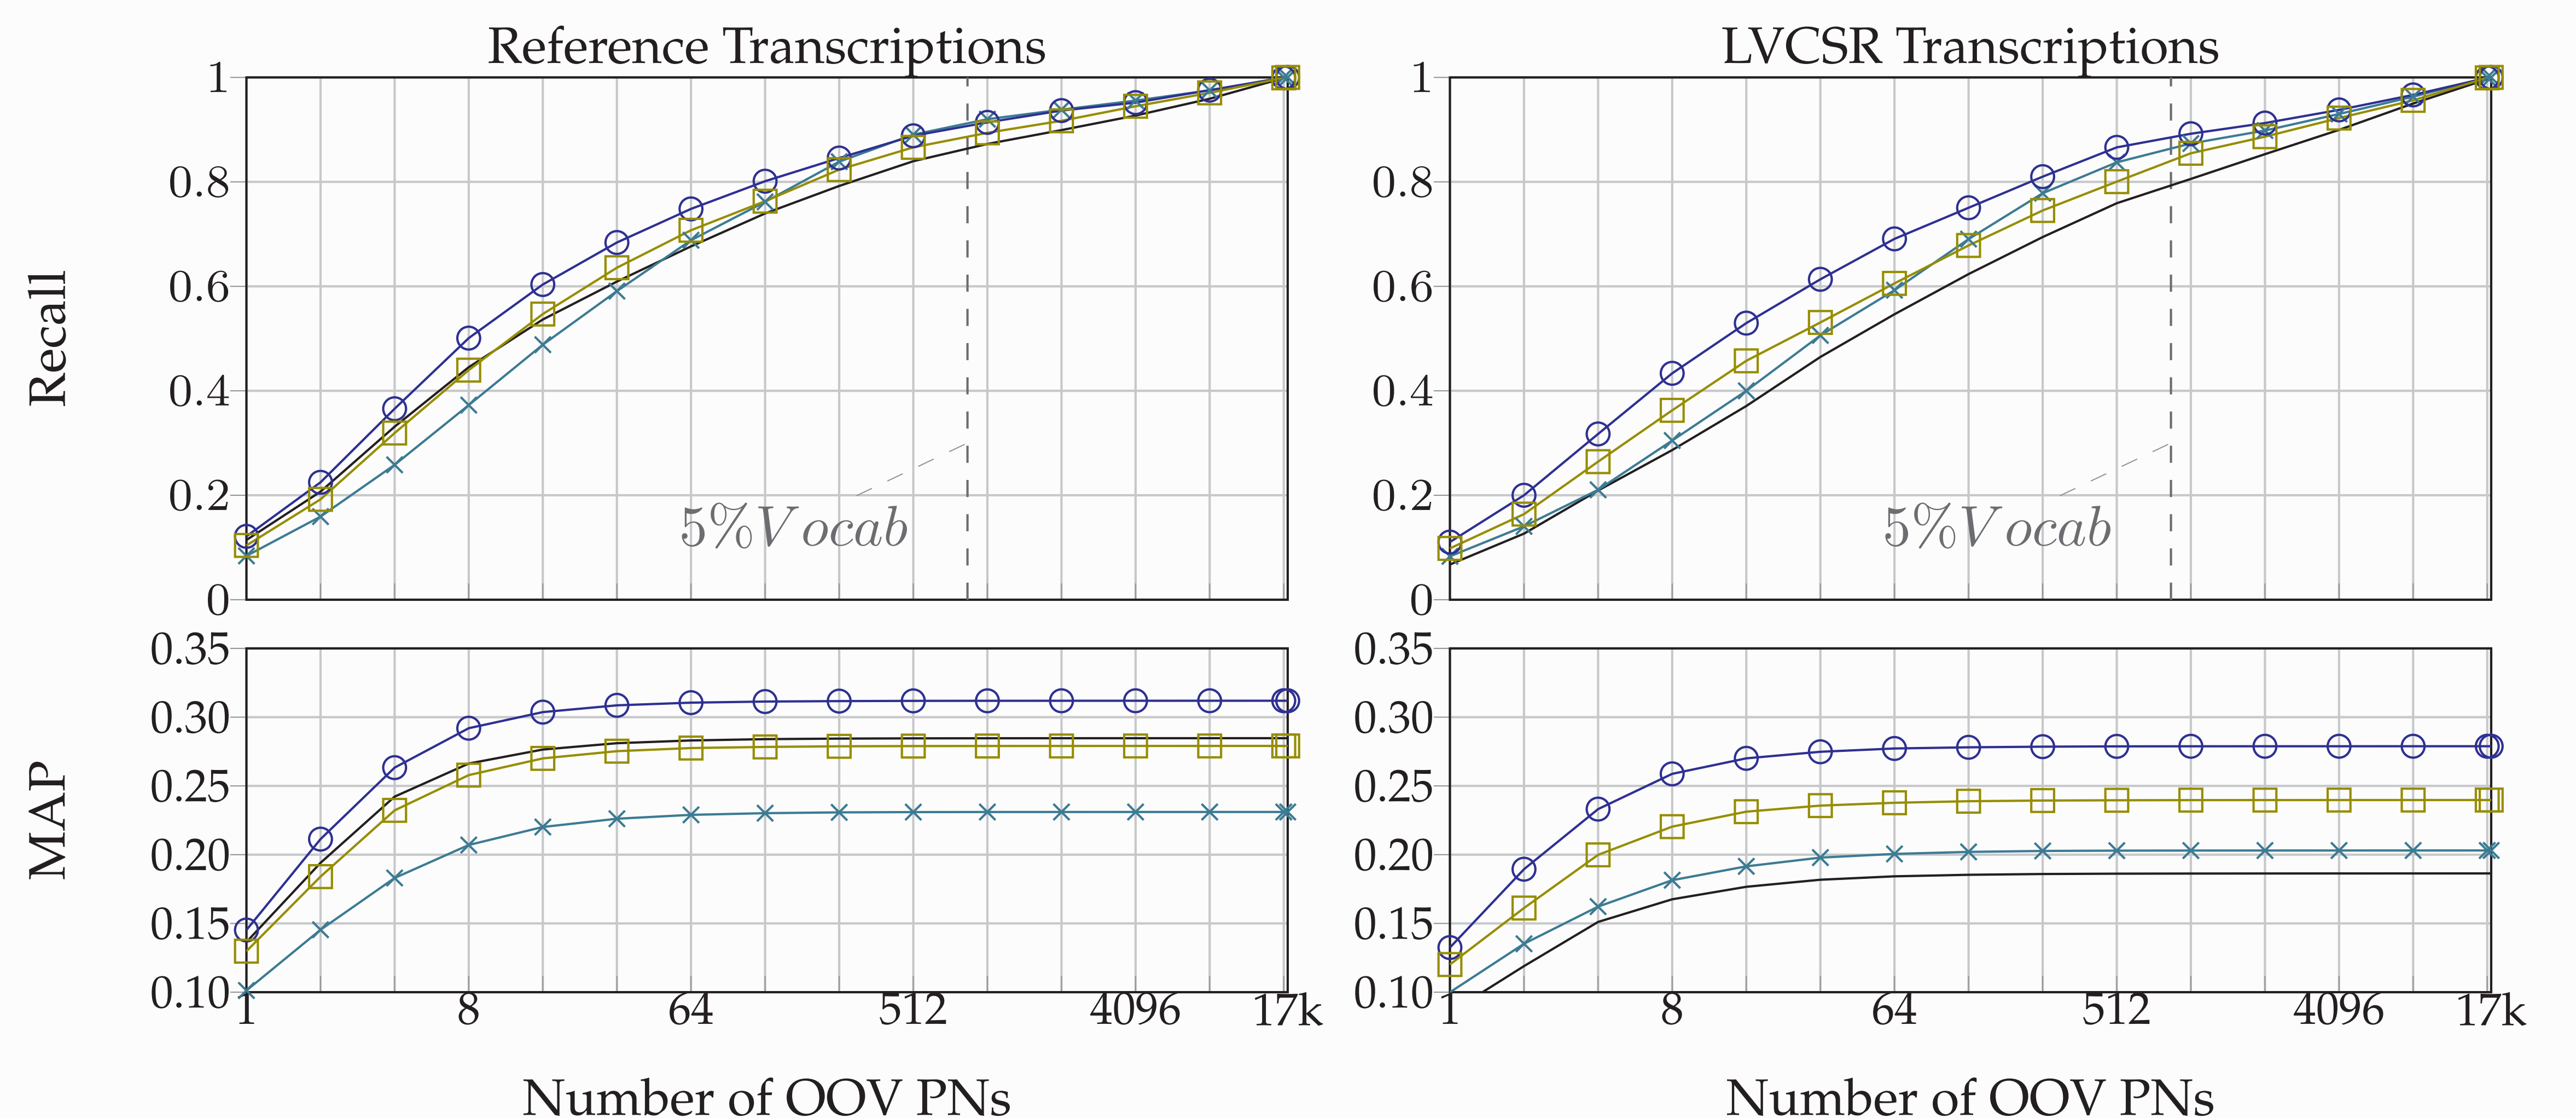 Reference Transcriptions
LVCSR Transcriptions
Recall
1
0.8
0.6
0.4
0.2
0
5%Vocab
1
0.8
0.6
0.4
0.2
0
5%Vocab
MAP
0.35
0.30
0.25
0.20
0.15
0.10
1 8 64 512 4096 17k
0.35
0.30
0.25
0.20
0.15
0.10
1 8 64 512 4096 17k
Number of OOV PNs
Number of OOV PNs